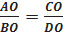 AO/BO = CO/DO